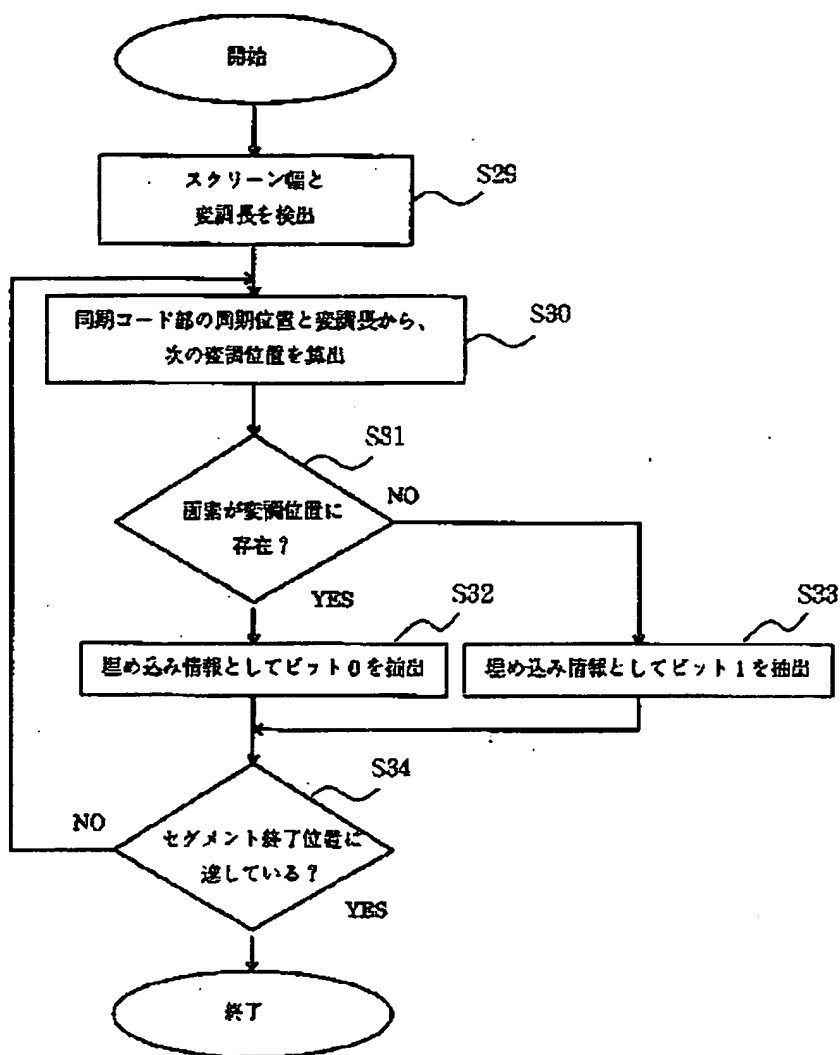 開始
スクリーン幅と
変調長を検出
S29
同期コード部の周期位置と変調長から、
次の変調位置を算出
S30
S31
画素が変調位置に
存在?
NO
YES
S32
S33
埋め込み情報としてビット0を抽出
埋め込み情報としてビット1を抽出
S34
NO
セグメント終了位置に
達している?
YES
終了